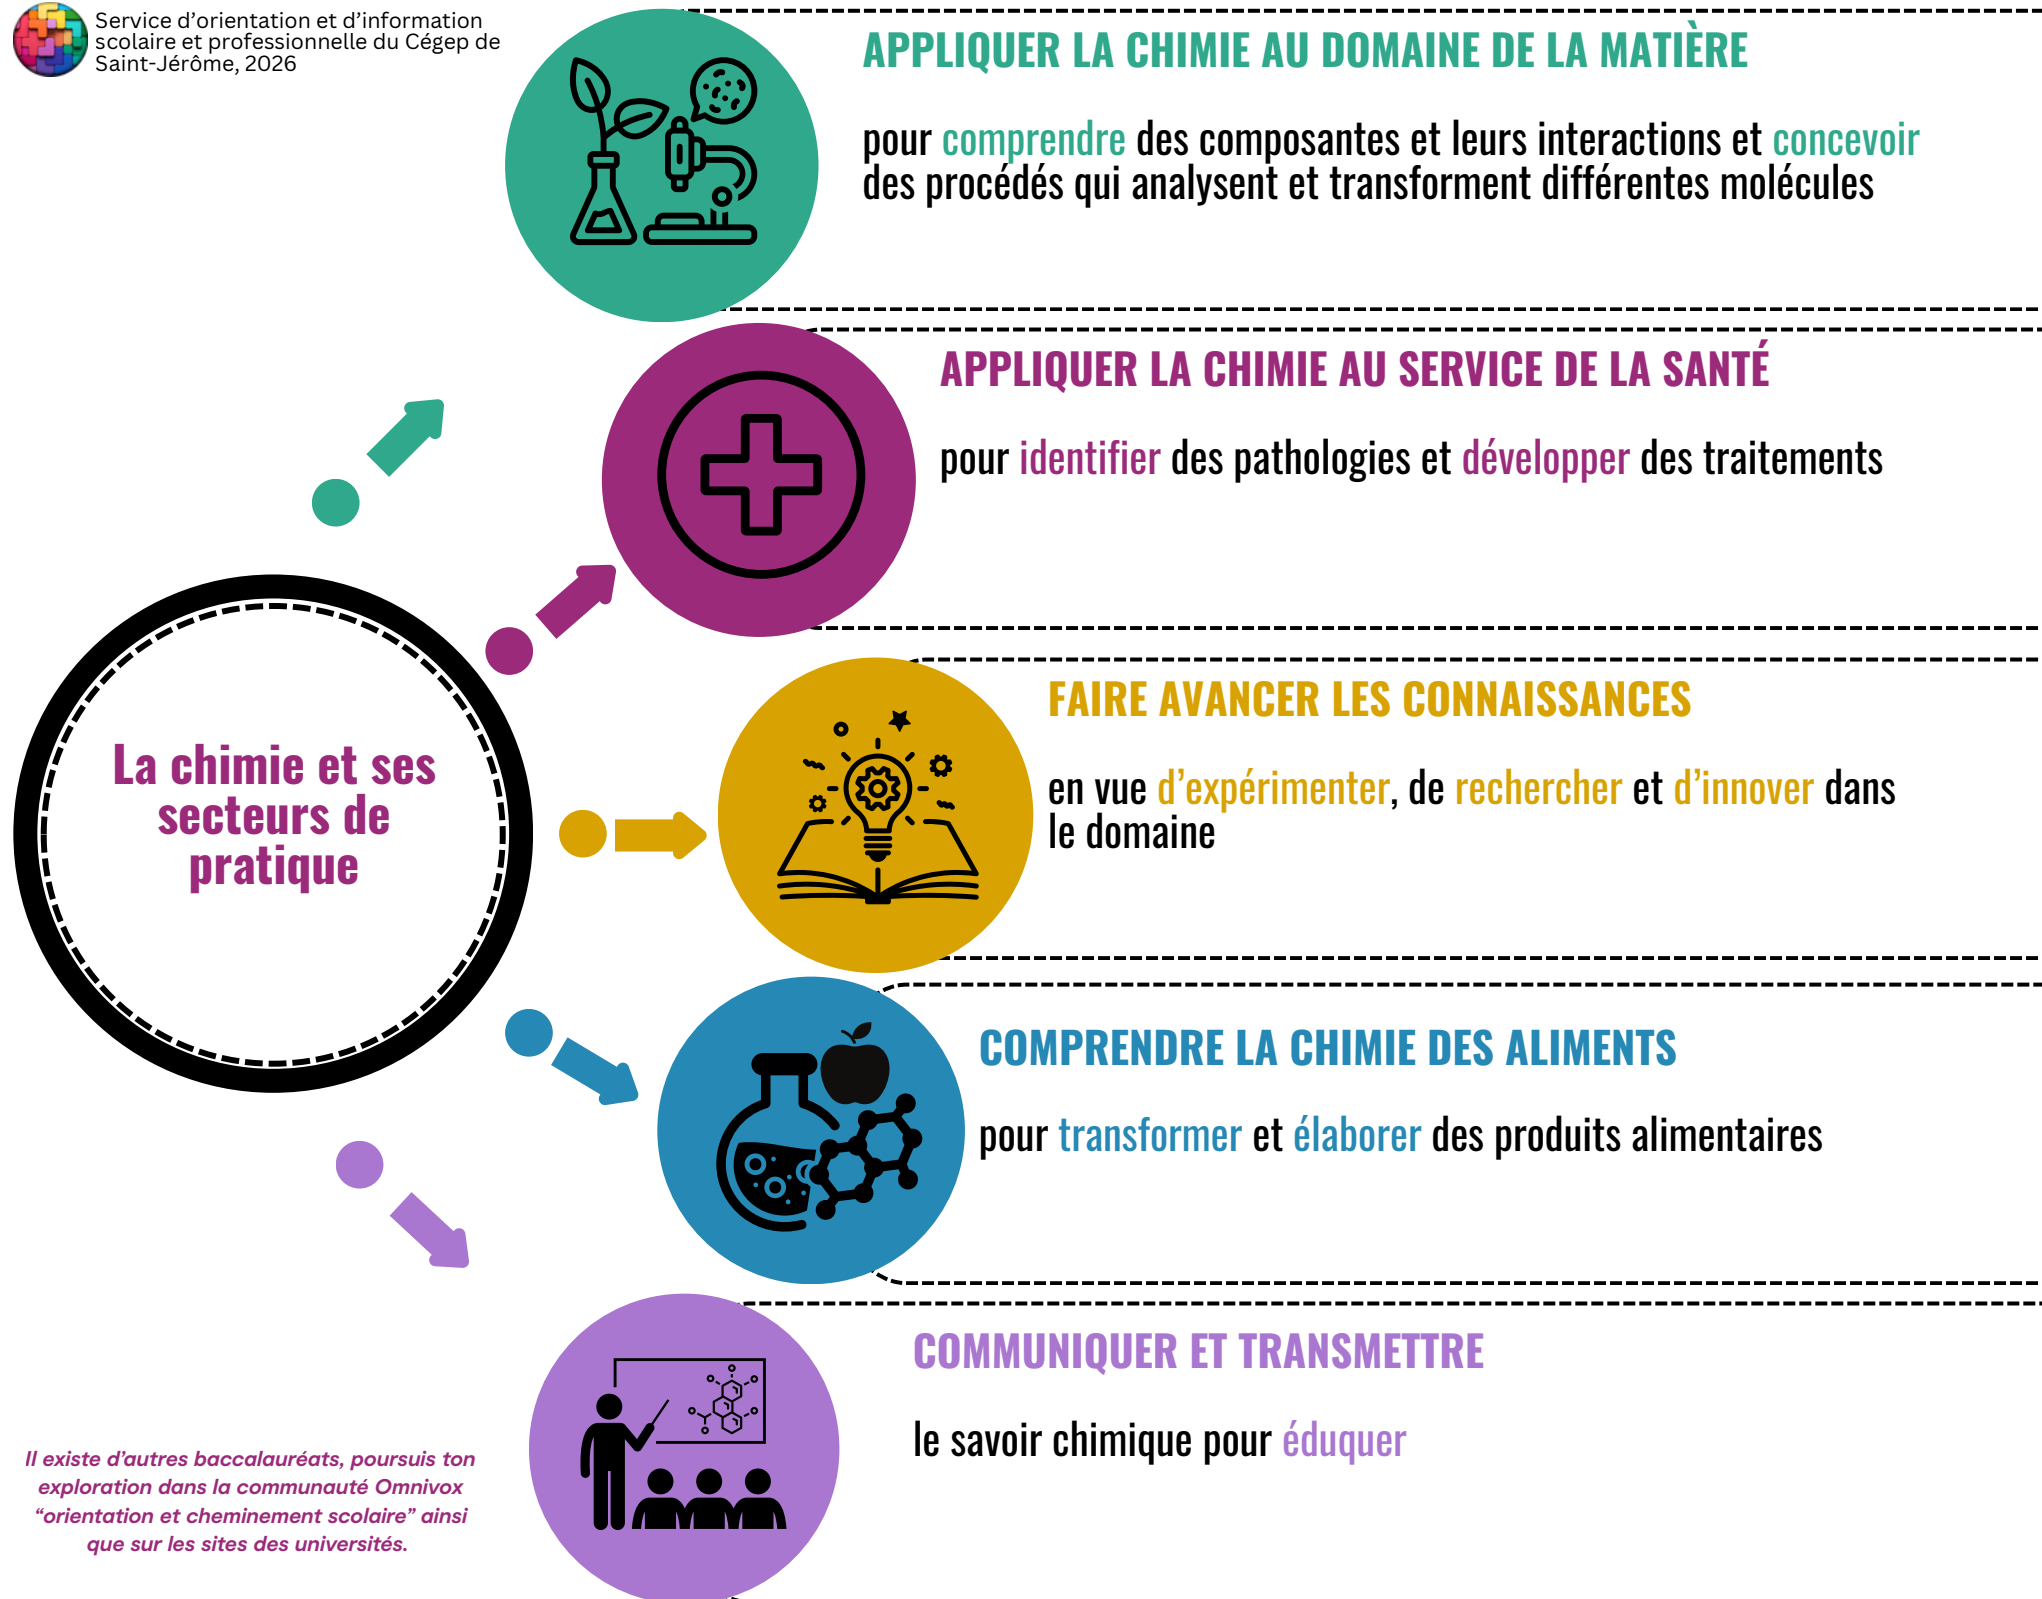 Service d’orientation et d’information
scolaire et professionnelle du Cégep de
Saint-Jérôme, 2026
APPLIQUER LA CHIMIE AU DOMAINE DE LA MATIÈRE
pour comprendre des composantes et leurs interactions et concevoir
des procédés qui analysent et transforment différentes molécules
APPLIQUER LA CHIMIE AU SERVICE DE LA SANTÉ
pour identifier des pathologies et développer des traitements
La chimie et ses
secteurs de
pratique
FAIRE AVANCER LES CONNAISSANCES
en vue d’expérimenter, de rechercher et d’innover dans
le domaine
COMPRENDRE LA CHIMIE DES ALIMENTS
pour transformer et élaborer des produits alimentaires
COMMUNIQUER ET TRANSMETTRE
le savoir chimique pour éduquer
Il existe d’autres baccalauréats, poursuis ton
exploration dans la communauté Omnivox
“orientation et cheminement scolaire” ainsi
que sur les sites des universités.